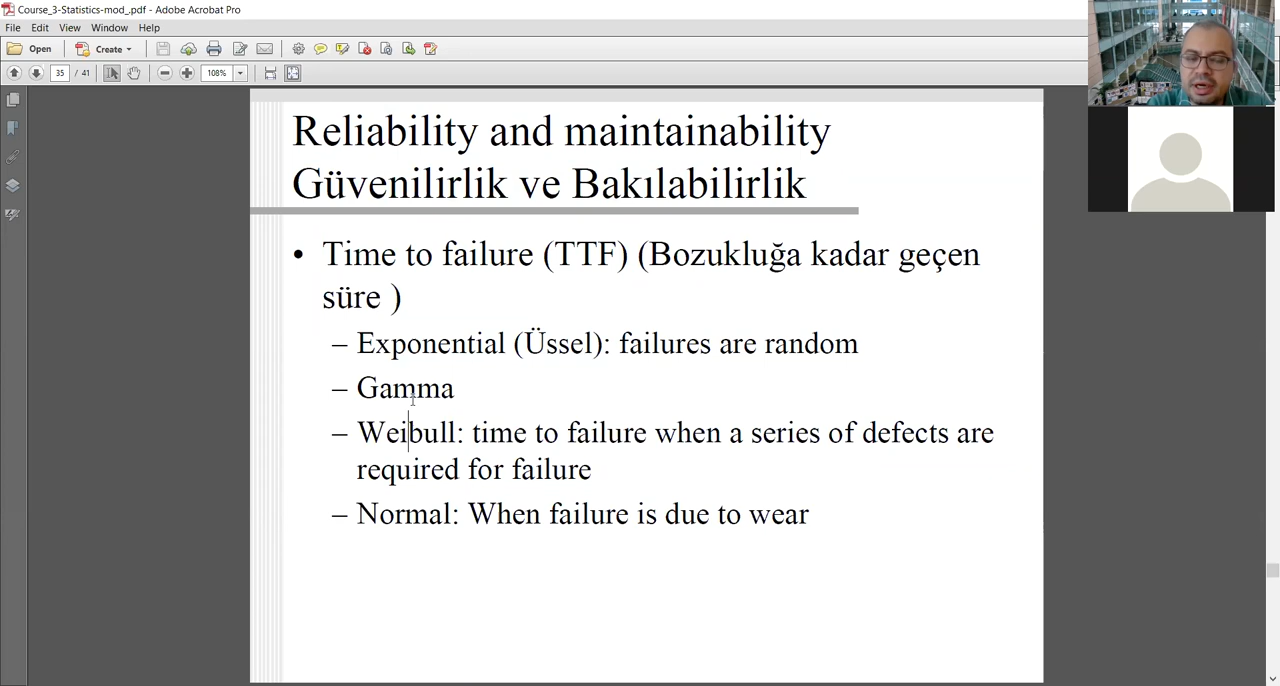 Course_3-Statistics-mod_.pdf - Adobe Acrobat Pro
File Edit View Window Help
Open Create
35 / 41 108%
Reliability and maintainability
Güvenilirlik ve Bakılabilirlik
• Time to failure (TTF) (Bozukluğa kadar geçen
süre )
– Exponential (Üssel): failures are random
– Gamma
– Weibull: time to failure when a series of defects are
required for failure
– Normal: When failure is due to wear